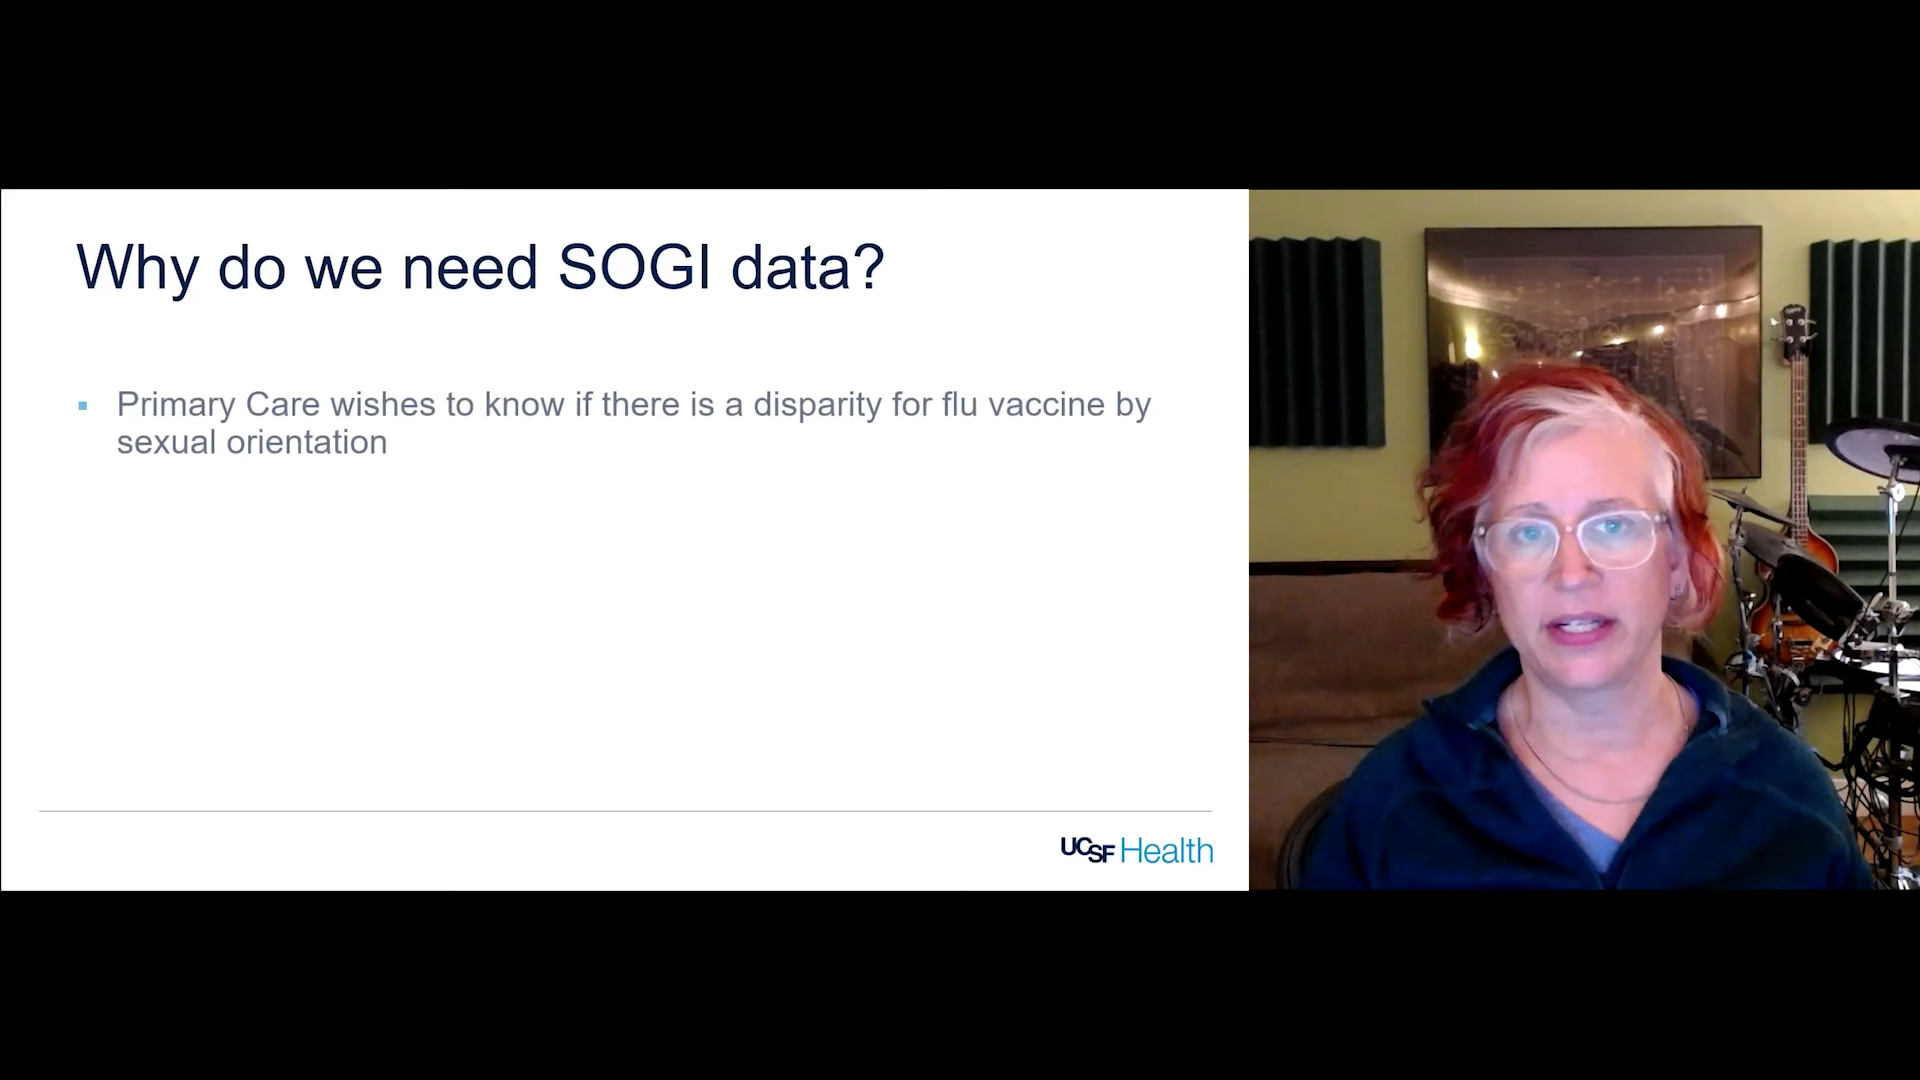 Why do we need SOGI data?
Primary Care wishes to know if there is a disparity for flu vaccine by
sexual orientation
UCSF Health